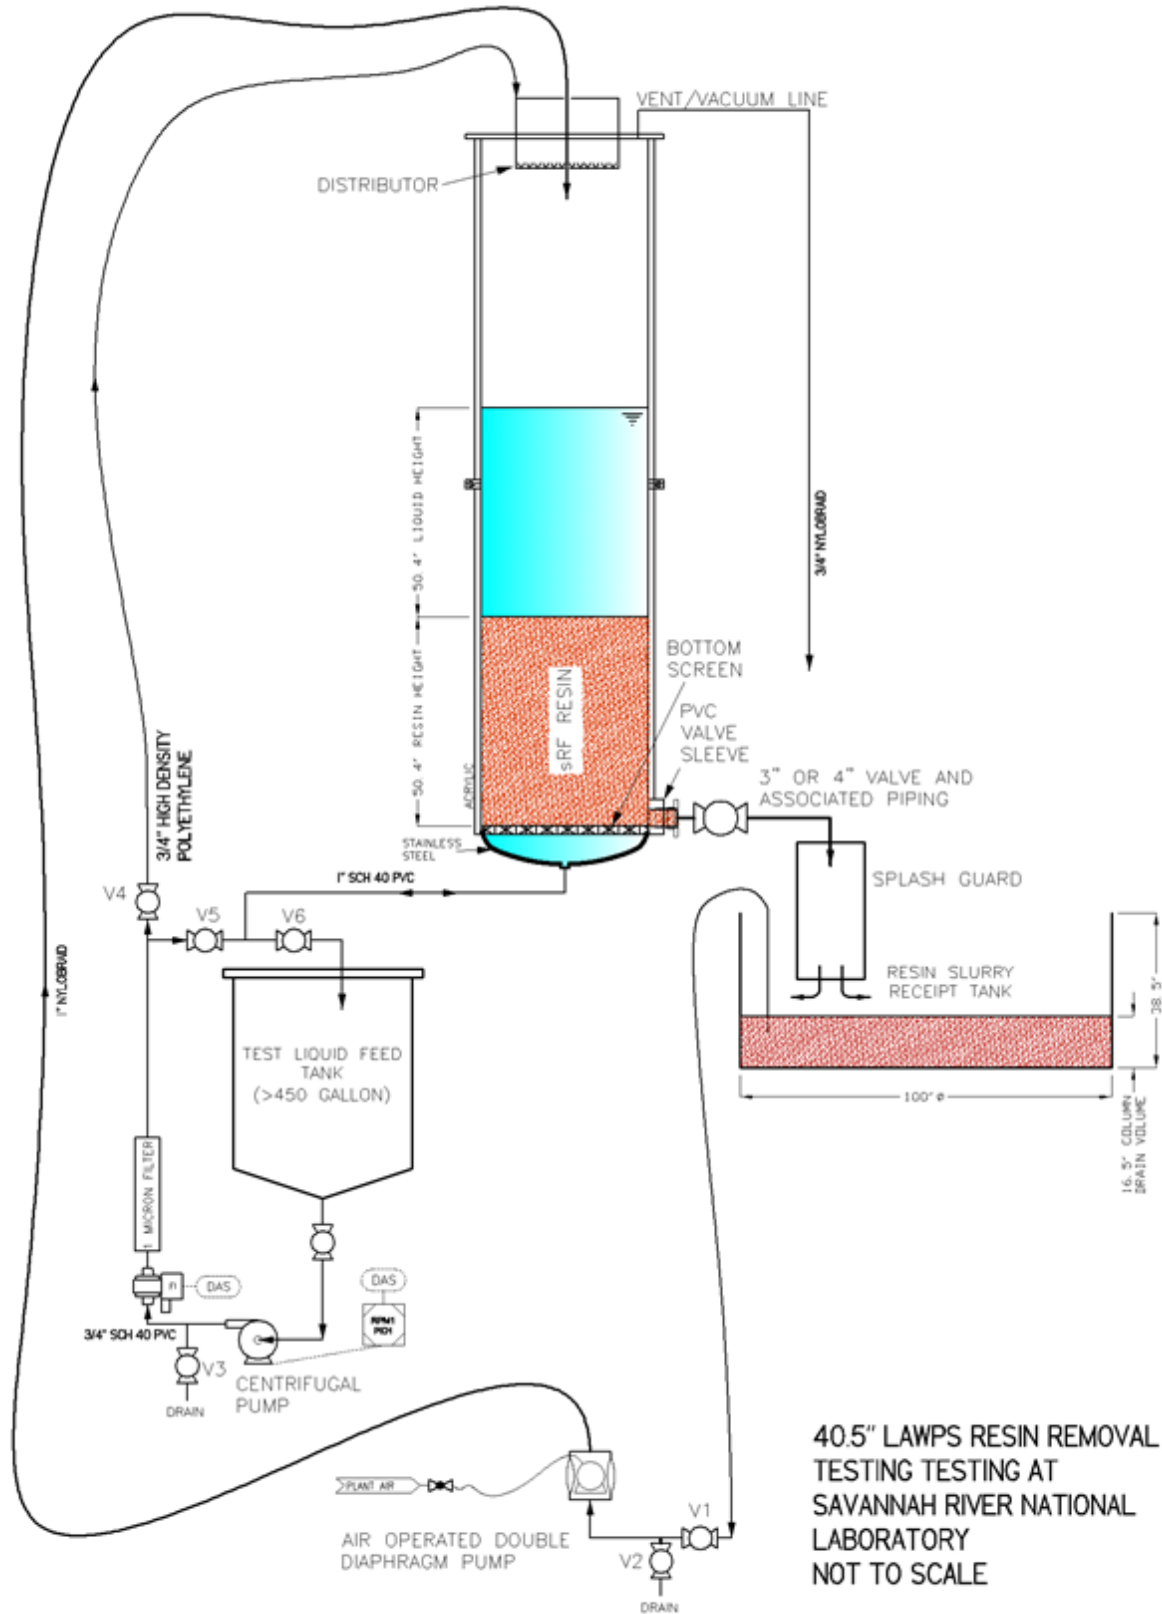 VENT/VACUUM LINE
DISTRIBUTOR
50.4" LIQUID HEIGHT
3/4" NYLOBRAID
50.4" RESIN HEIGHT
sRF RESIN
BOTTOM
SCREEN
PVC
VALVE
SLEEVE
ACRYLIC
3/4" HIGH DENSITY
POLYETHYLENE
3" OR 4" VALVE AND
ASSOCIATED PIPING
STAINLESS
STEEL
1" SCH 40 PVC
SPLASH GUARD
V4
V5
V6
1" NYLOBRAID
RESIN SLURRY
RECEIPT TANK
38.5"
TEST LIQUID FEED
TANK
(>450 GALLON)
100"ø
16.5" COLUMN
DRAIN VOLUME
1 MICRON FILTER
FI
DAS
DAS
RPM1
PID1
3/4" SCH 40 PVC
V3
DRAIN
CENTRIFUGAL
PUMP
PLANT AIR
AIR OPERATED DOUBLE
DIAPHRAGM PUMP
V1
V2
DRAIN
40.5" LAWPS RESIN REMOVAL
TESTING TESTING AT
SAVANNAH RIVER NATIONAL
LABORATORY
NOT TO SCALE